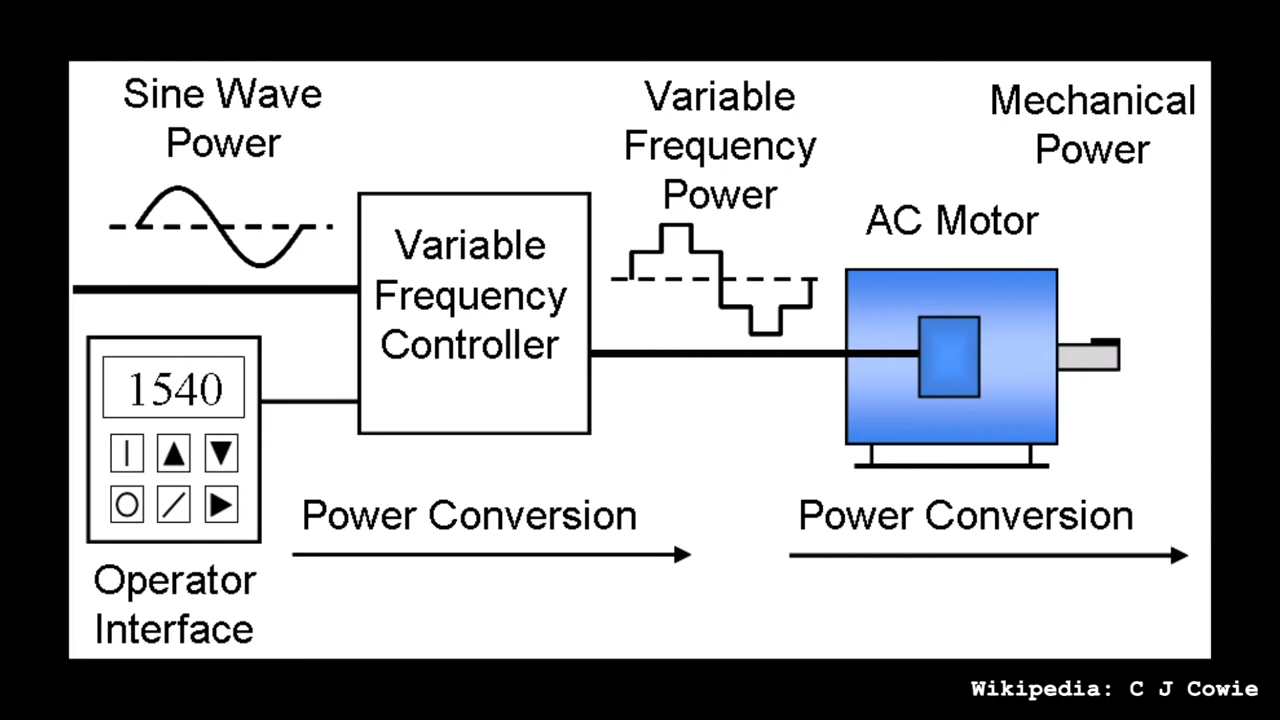 Sine Wave
Power
Variable
Frequency
Power
Mechanical
Power
AC Motor
Variable
Frequency
Controller
1540
Power Conversion
Power Conversion
Operator
Interface
Wikipedia: C J Cowie